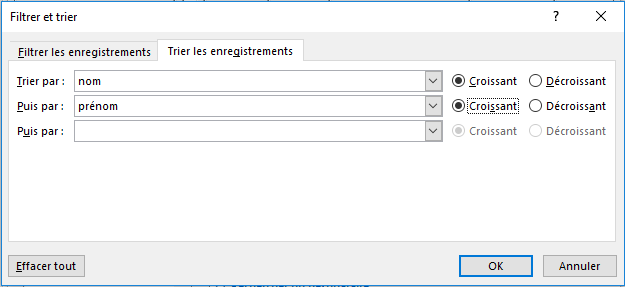 Filtrer et trier
Filtrer les enregistrements Trier les enregistrements
Trier par : nom Croissant Décroissant
Puis par : prénom Croissant Décroissant
Puis par : Croissant Décroissant
Effacer tout OK Annuler